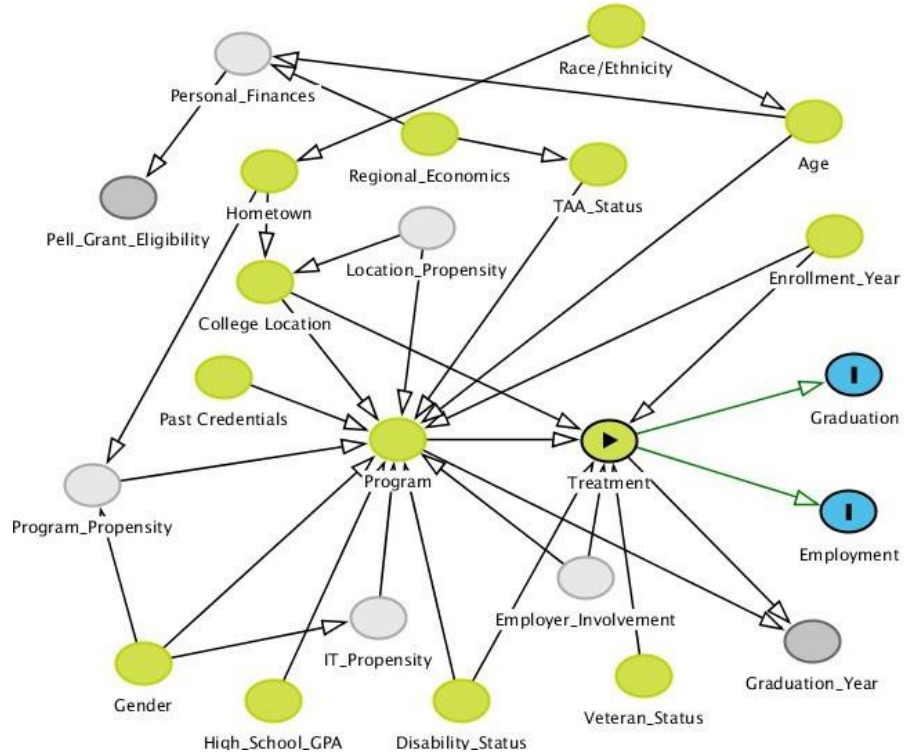 Race/Ethnicity
Personal_Finances
Age
Regional_Economics
TAA_Status
Hometown
Pell_Grant_Eligibility
Location_Propensity
Enrollment_Year
College Location
Past Credentials
Graduation
Program
Treatment
Program_Propensity
Employment
Employer_Involvement
IT_Propensity
Graduation_Year
Gender
Veteran_Status
High_School_GPA
Disability_Status